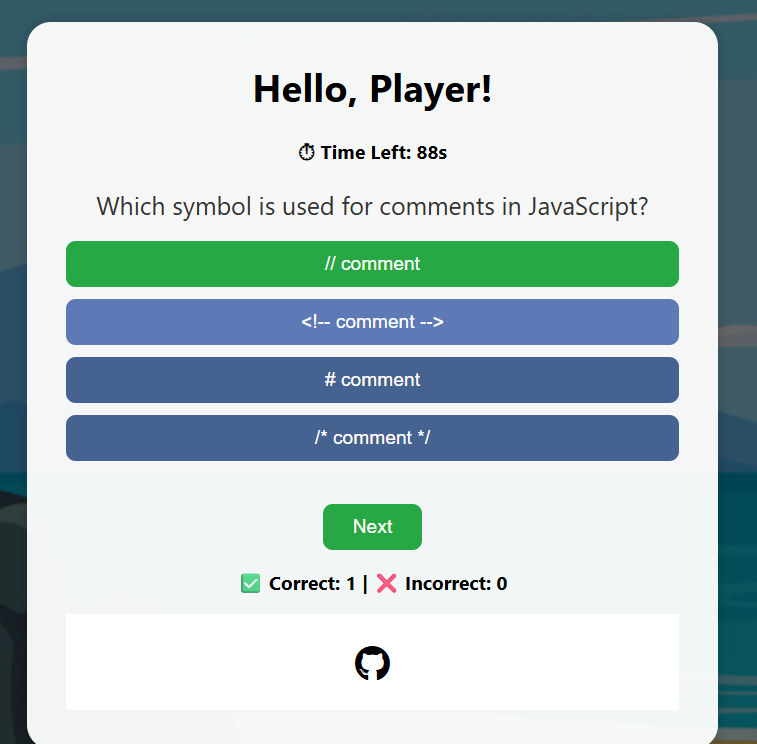 Hello, Player!
⏱ Time Left: 88s
Which symbol is used for comments in JavaScript?
// comment
<!-- comment -->
# comment
/* comment */
Next
✅ Correct: 1 | ❌ Incorrect: 0